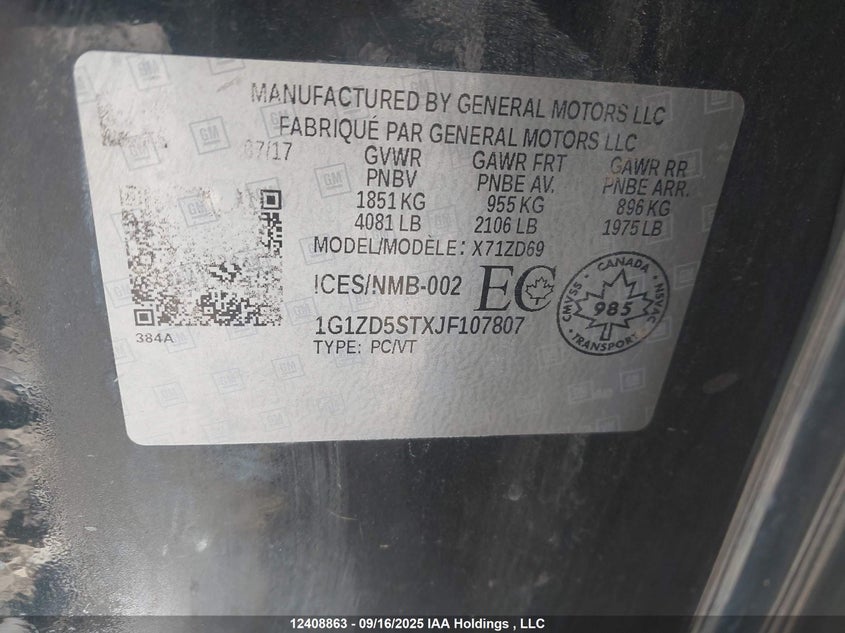 MANUFACTURED BY GENERAL MOTORS LLC
FABRIQUÉ PAR GENERAL MOTORS LLC
07/17 GVWR GAWR FRT GAWR RR
PNBV PNBE AV. PNBE ARR.
1851 KG 955 KG 896 KG
4081 LB 2106 LB 1975 LB
MODEL/MODÈLE: X71ZD69
ICES/NMB-002 EC
CANADA
CMVSS 985 NSVAC
TRANSPORT
1G1ZD5STXJF107807
TYPE: PC/VT
384A
GM
12408863 - 09/16/2025 IAA Holdings , LLC